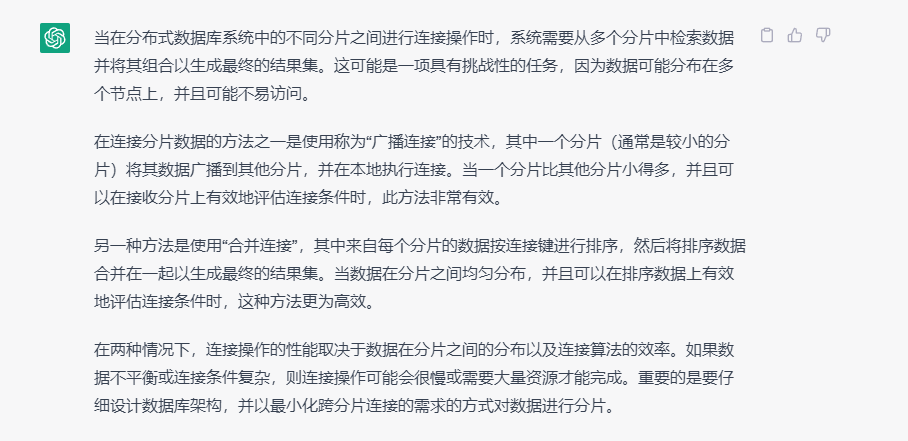 当在分布式数据库系统中的不同分片之间进行连接操作时，系统需要从多个分片中检索数据
并将其组合以生成最终的结果集。这可能是一项具有挑战性的任务，因为数据可能分布在多
个节点上，并且可能不易访问。
在连接分片数据的方法之一是使用称为“广播连接”的技术，其中一个分片（通常是较小的分
片）将其数据广播到其他分片，并在本地执行连接。当一个分片比其他分片小得多，并且可
以在接收分片上有效地评估连接条件时，此方法非常有效。
另一种方法是使用“合并连接”，其中来自每个分片的数据按连接键进行排序，然后将排序数据
合并在一起以生成最终的结果集。当数据在分片之间均匀分布，并且可以在排序数据上有效
地评估连接条件时，这种方法更为高效。
在两种情况下，连接操作的性能取决于数据在分片之间的分布以及连接算法的效率。如果数
据不平衡或连接条件复杂，则连接操作可能会很慢或需要大量资源才能完成。重要的是要仔
细设计数据库架构，并以最小化跨分片连接的需求的方式对数据进行分片。